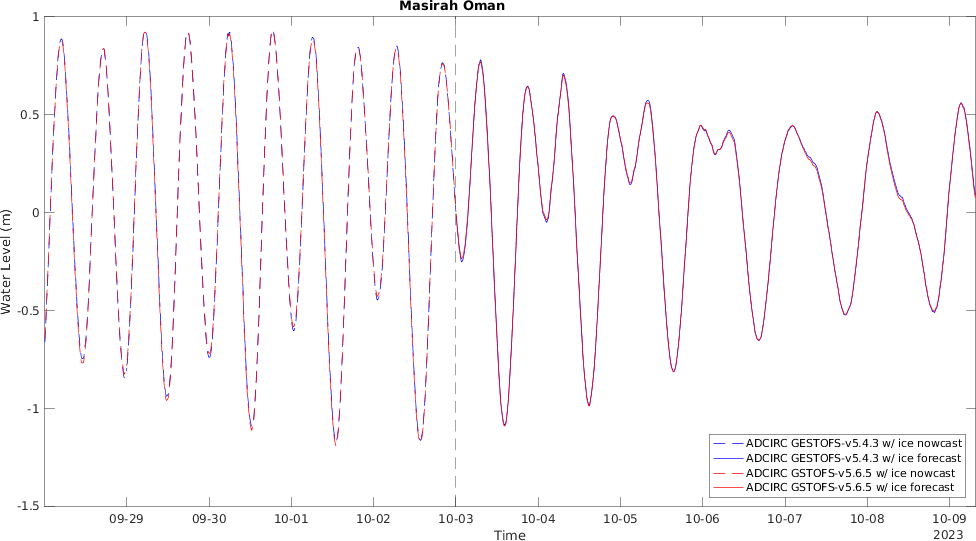 Masirah Oman
1
0.5
0
-0.5
-1
-1.5
Water Level (m)
ADCIRC GESTOFS-v5.4.3 w/ ice nowcast
ADCIRC GESTOFS-v5.4.3 w/ ice forecast
ADCIRC GSTOFS-v5.6.5 w/ ice nowcast
ADCIRC GSTOFS-v5.6.5 w/ ice forecast
09-29 09-30 10-01 10-02 10-03 10-04 10-05 10-06 10-07 10-08 10-09
Time 2023